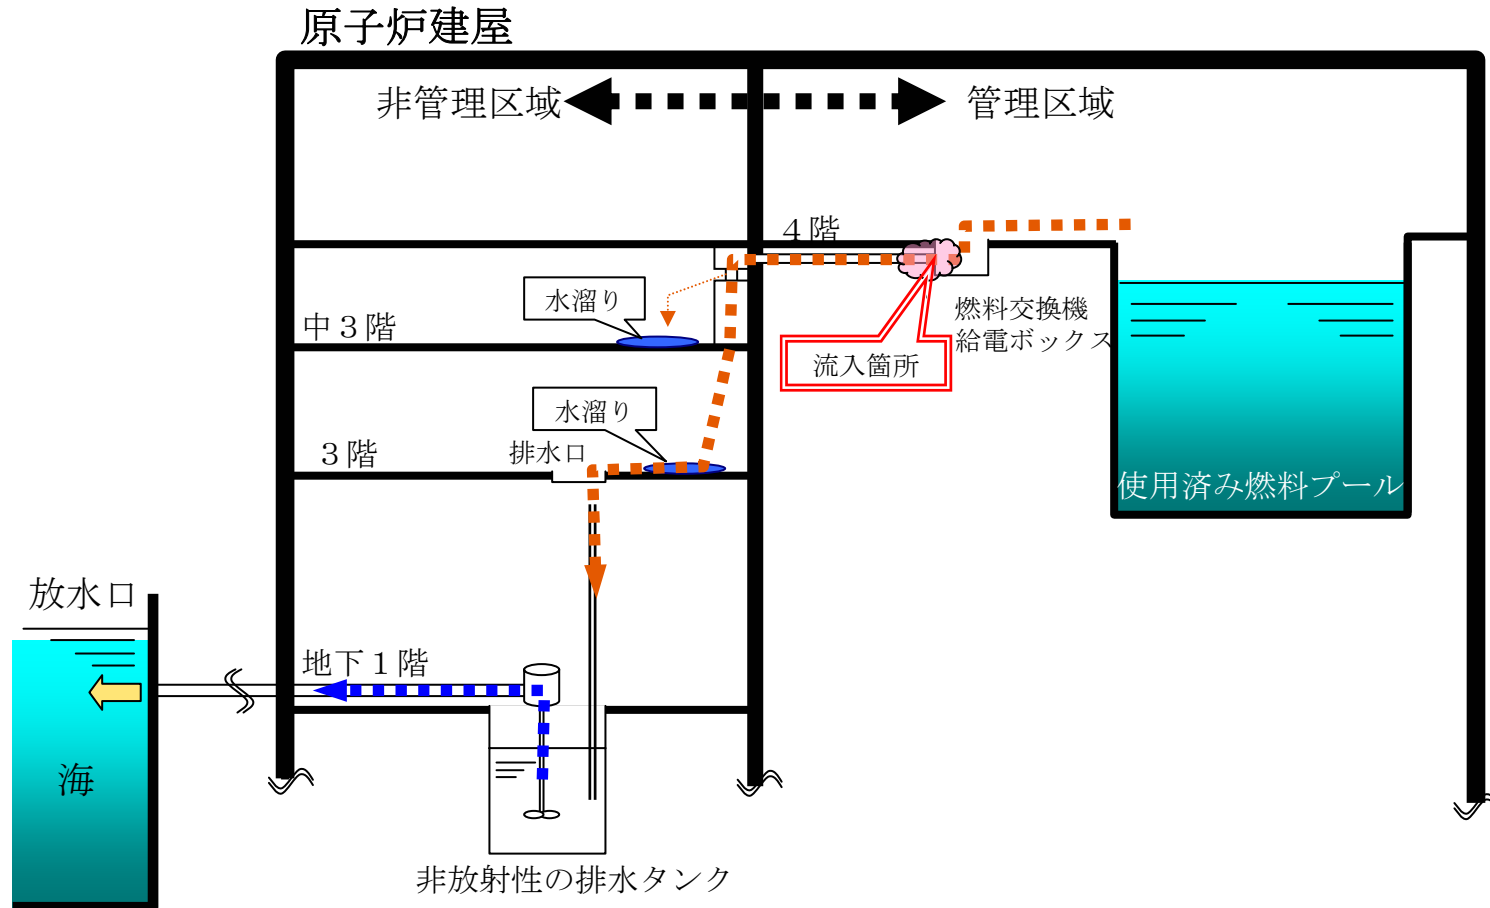 原子炉建屋
非管理区域
管理区域
４階
水溜り
中３階
燃料交換機
給電ボックス
流入箇所
水溜り
排水口
３階
使用済み燃料プール
放水口
地下１階
海
非放射性の排水タンク